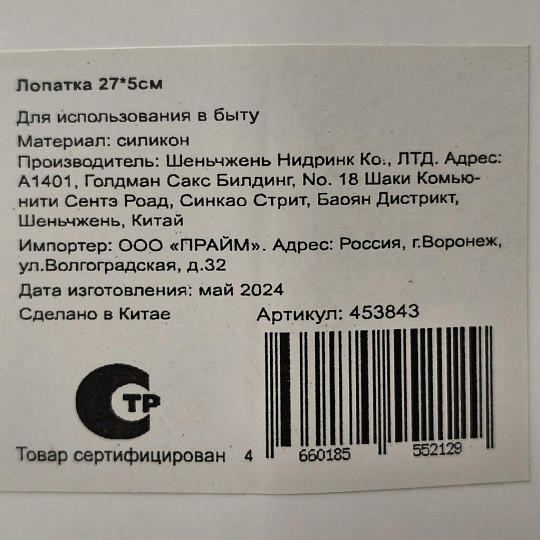 Лопатка 27*5см
Для использования в быту
Материал: силикон
Производитель: Шеньчжень Нидринк Ко., ЛТД. Адрес:
А1401, Голдман Сакс Билдинг, No. 18 Шаки Комью-
нити Сентэ Роад, Синкао Стрит, Баоян Дистрикт,
Шеньчжень, Китай
Импортер: ООО «ПРАЙМ». Адрес: Россия, г.Воронеж,
ул.Волгоградская, д.32
Дата изготовления: май 2024
Сделано в Китае
Артикул: 453843
СТР
Товар сертифицирован
4 660185 552129